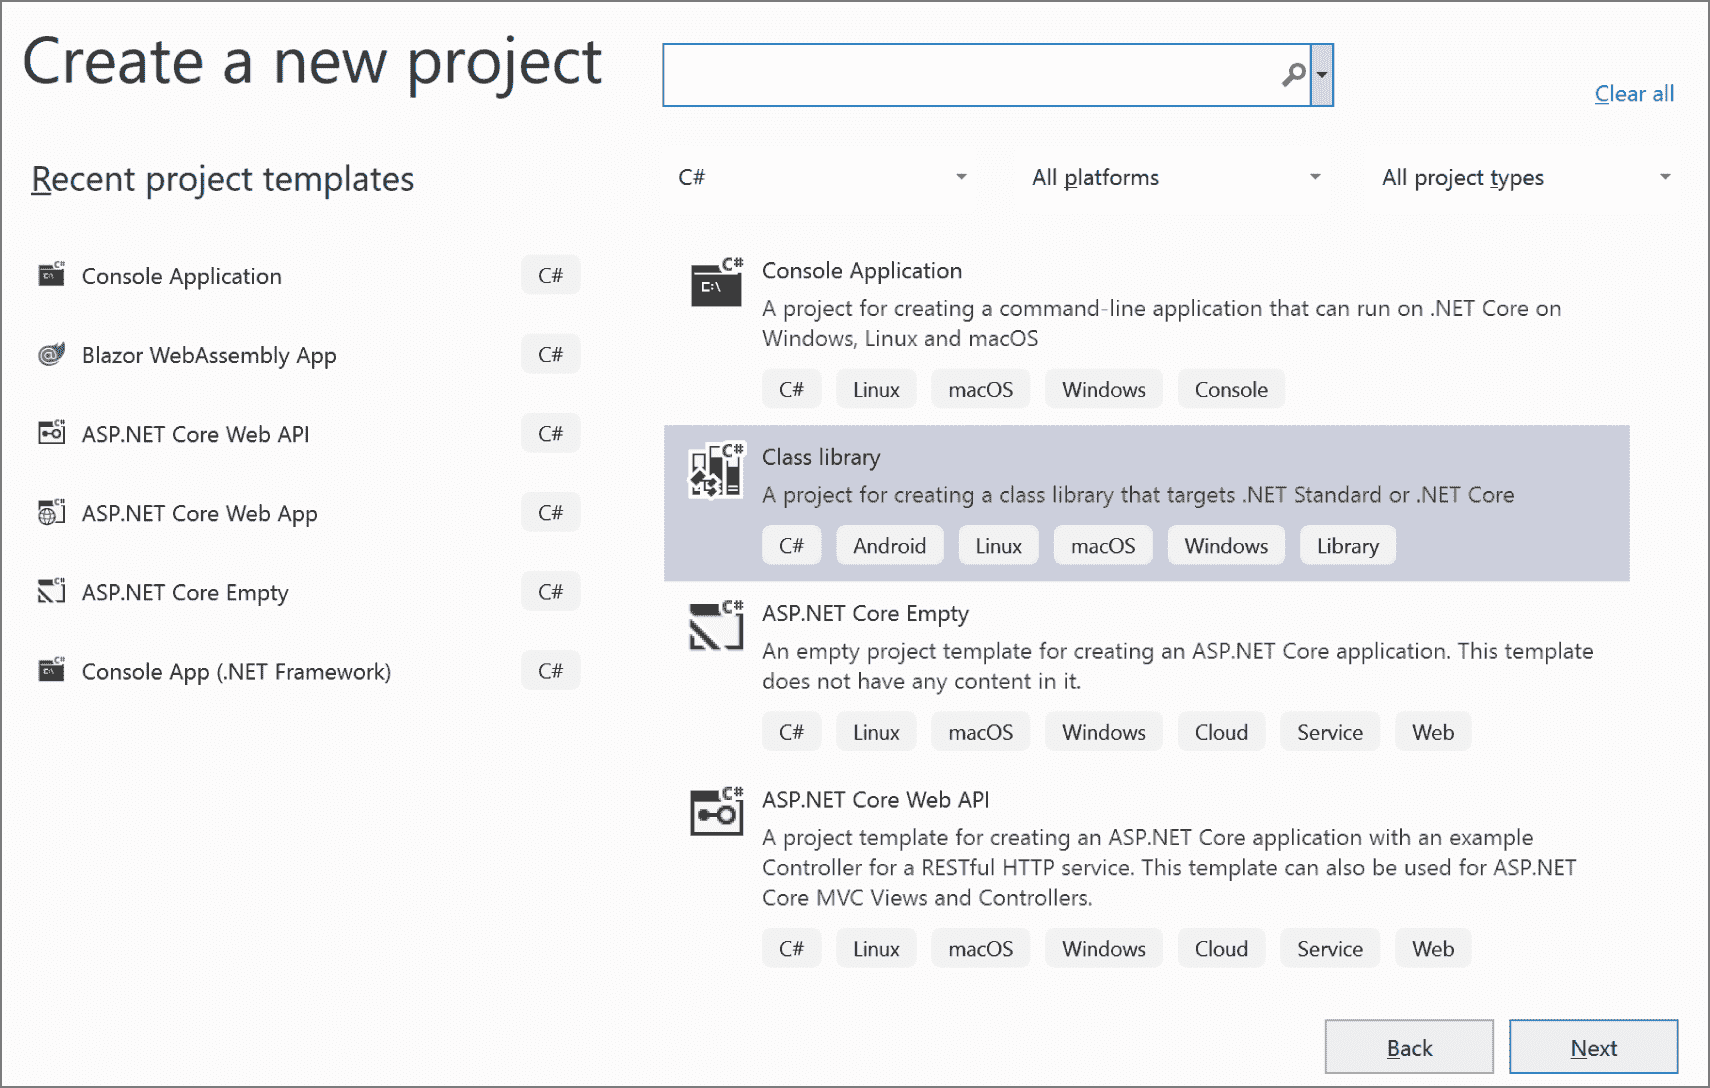 Create a new project
Clear all
Recent project templates
C#
All platforms
All project types
Console Application
C#
Blazor WebAssembly App
C#
ASP.NET Core Web API
C#
ASP.NET Core Web App
C#
ASP.NET Core Empty
C#
Console App (.NET Framework)
C#
Console Application
A project for creating a command-line application that can run on .NET Core on
Windows, Linux and macOS
C# Linux macOS Windows Console
Class library
A project for creating a class library that targets .NET Standard or .NET Core
C# Android Linux macOS Windows Library
ASP.NET Core Empty
An empty project template for creating an ASP.NET Core application. This template
does not have any content in it.
C# Linux macOS Windows Cloud Service Web
ASP.NET Core Web API
A project template for creating an ASP.NET Core application with an example
Controller for a RESTful HTTP service. This template can also be used for ASP.NET
Core MVC Views and Controllers.
C# Linux macOS Windows Cloud Service Web
Back
Next